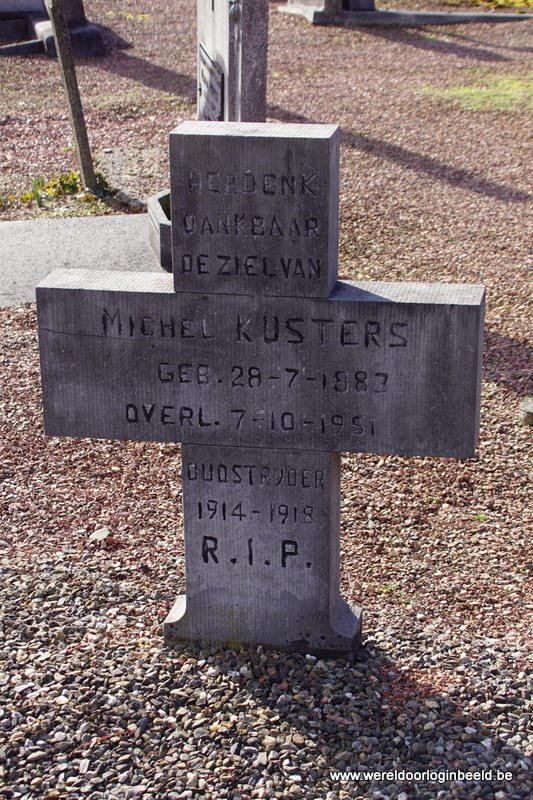 HERDENK
DANKBAAR
DE ZIEL VAN
MICHEL KUSTERS
GEB. 28-7-1883
OVERL. 7-10-1951
OUDSTRYDER
1914-1918
R.I.P.
www.wereldoorloginbeeld.be